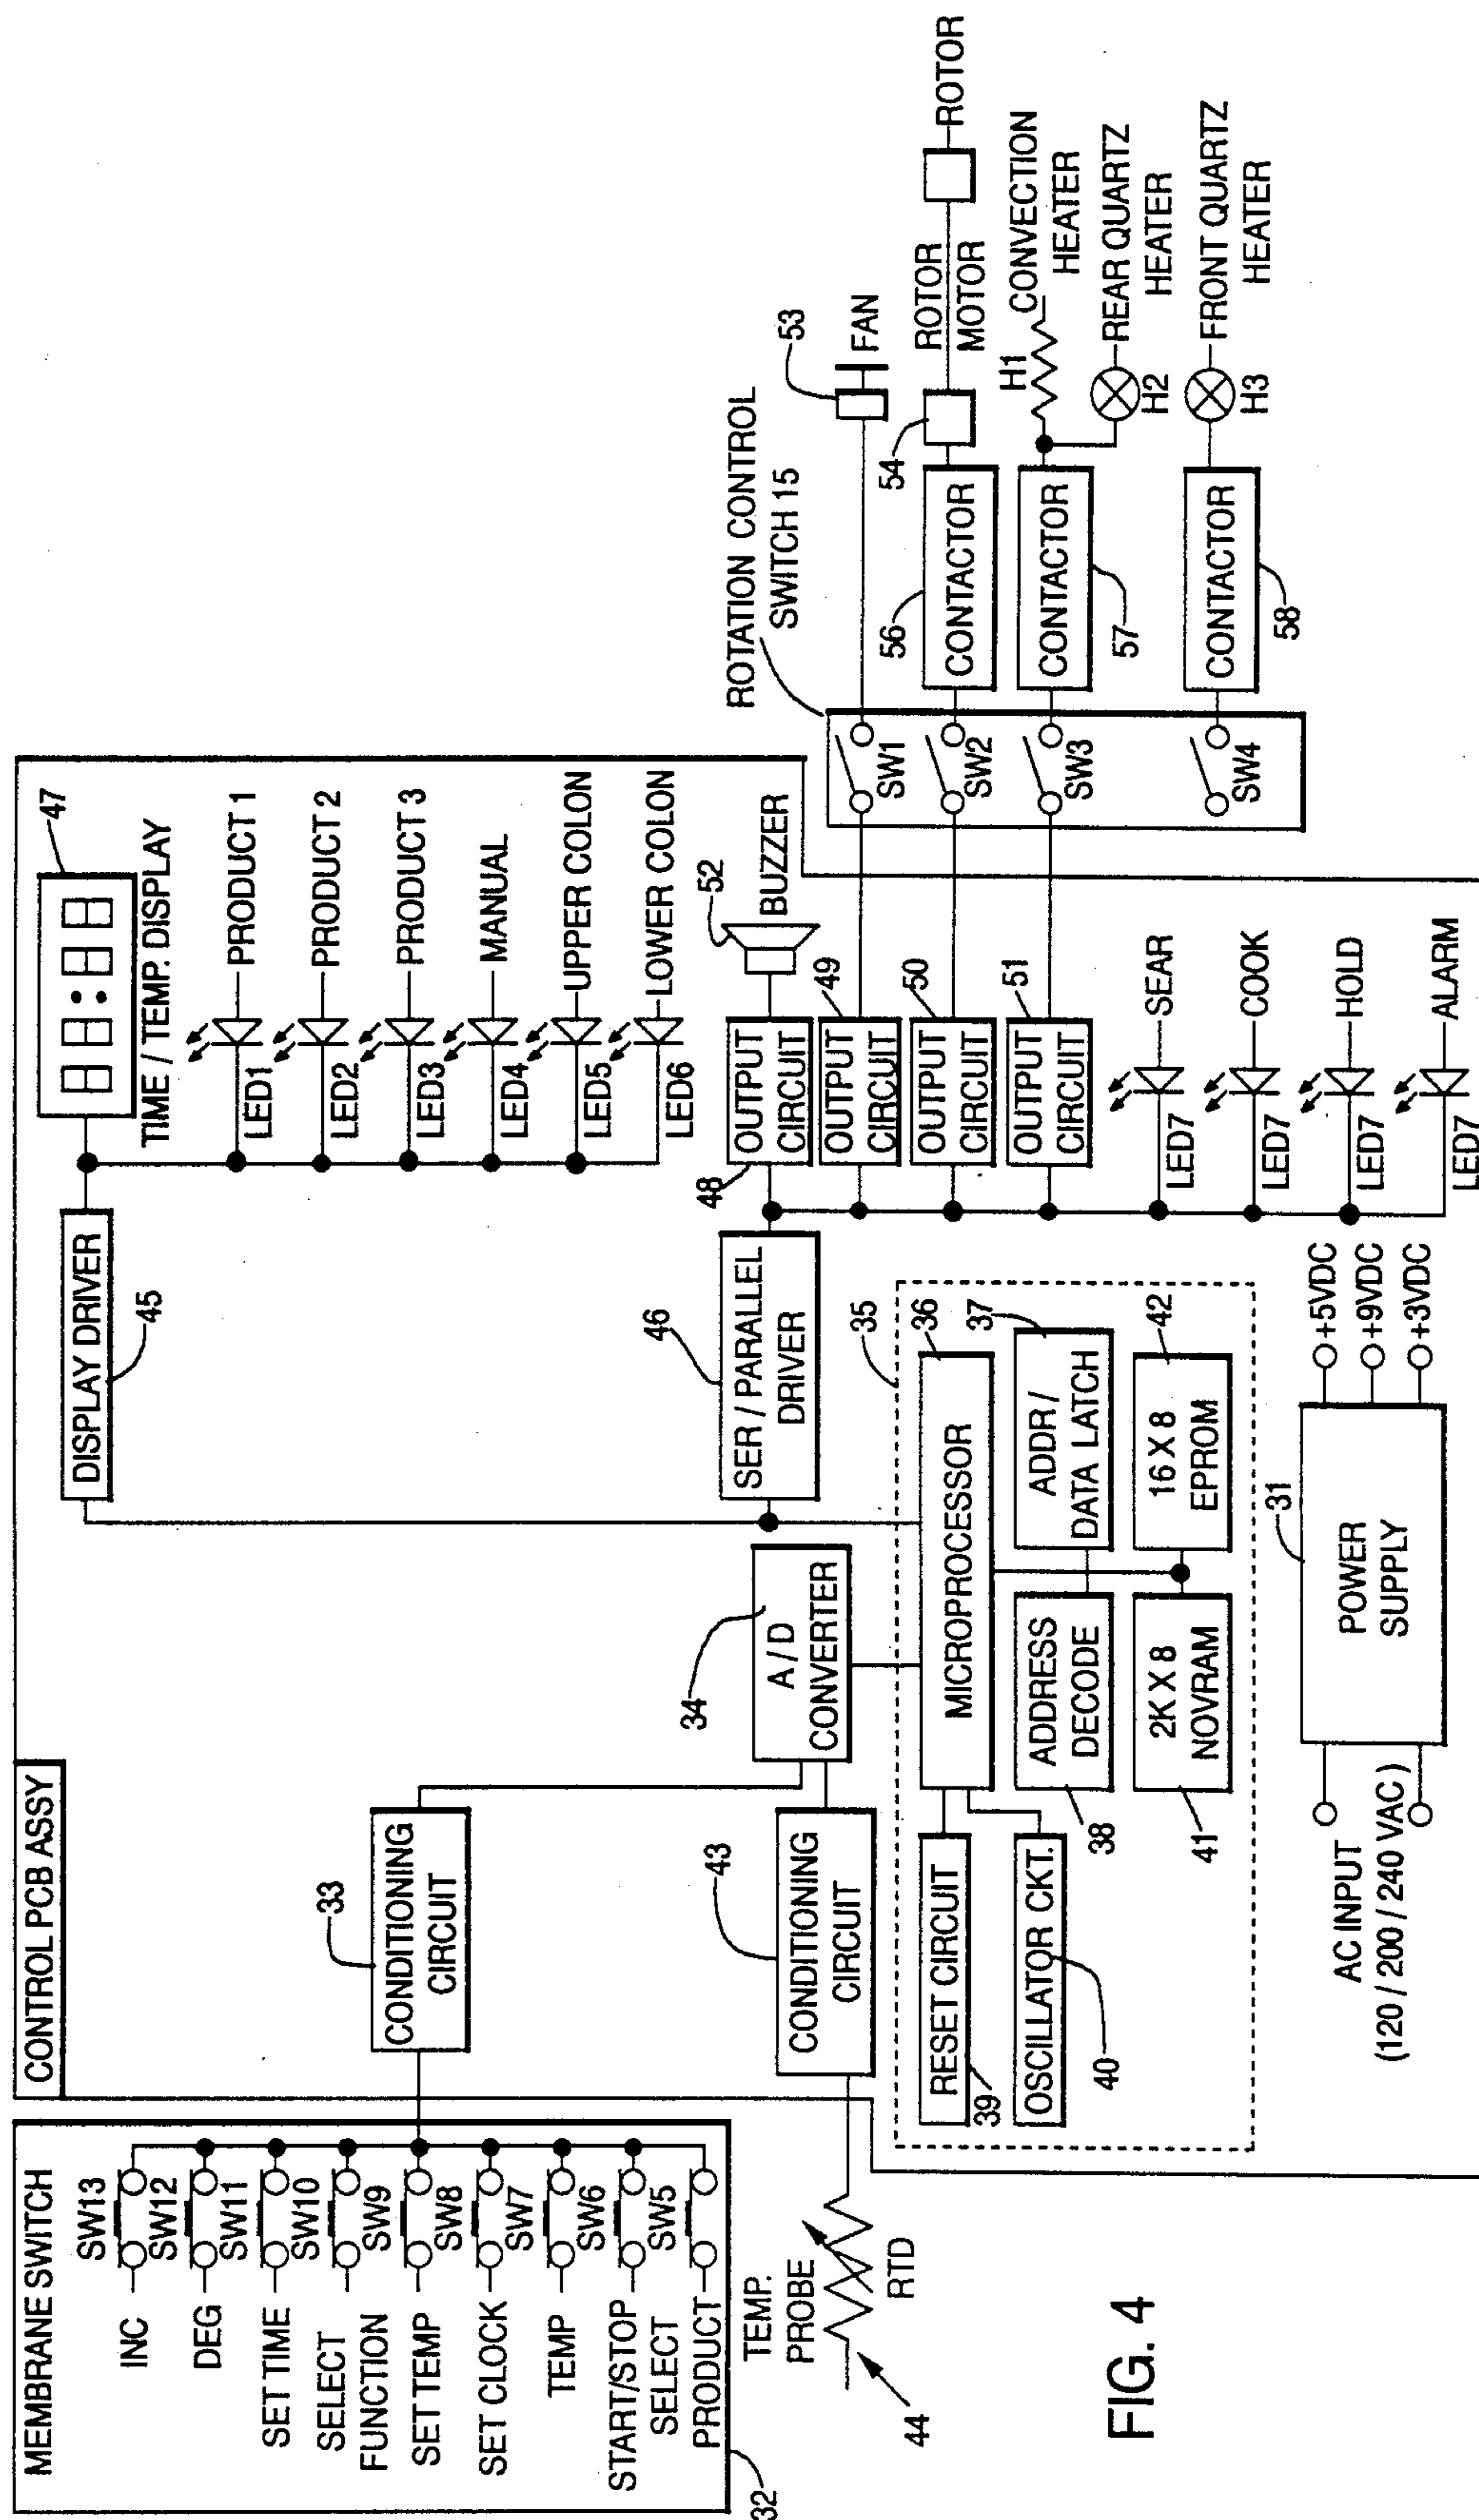 MEMBRANE SWITCH
INC
SW13
DEG
SW12
SET TIME
SW11
SELECT
FUNCTION
SW10
SET TEMP
SW9
SET CLOCK
SW8
TEMP
SW7
START/STOP
SW6
SELECT
PRODUCT
SW5
32
TEMP.
PROBE
RTD
44
CONTROL PCB ASSY
33
CONDITIONING
CIRCUIT
43
CONDITIONING
CIRCUIT
34
A/D
CONVERTER
35
MICROPROCESSOR
36
RESET CIRCUIT
39
OSCILLATOR CKT.
40
ADDRESS
DECODE
38
ADDR /
DATA LATCH
37
2K X 8
NOVRAM
41
16 X 8
EPROM
42
AC INPUT
(120 / 200 / 240 VAC )
POWER
SUPPLY
31
+5VDC
+9VDC
+3VDC
DISPLAY DRIVER
45
SER / PARALLEL
DRIVER
46
47
TIME / TEMP. DISPLAY
LED1
PRODUCT 1
LED2
PRODUCT 2
LED3
PRODUCT 3
LED4
MANUAL
LED5
UPPER COLON
LED6
LOWER COLON
OUTPUT
CIRCUIT
48
52
BUZZER
OUTPUT
CIRCUIT
49
OUTPUT
CIRCUIT
50
OUTPUT
CIRCUIT
51
LED7
SEAR
LED7
COOK
LED7
HOLD
LED7
ALARM
ROTATION CONTROL
SWITCH 15
SW1
SW2
SW3
SW4
53
FAN
56
CONTACTOR
54
ROTOR
MOTOR
ROTOR
CONTACTOR
57
H1
CONVECTION
HEATER
H2
REAR QUARTZ
HEATER
CONTACTOR
58
H3
FRONT QUARTZ
HEATER
FIG. 4